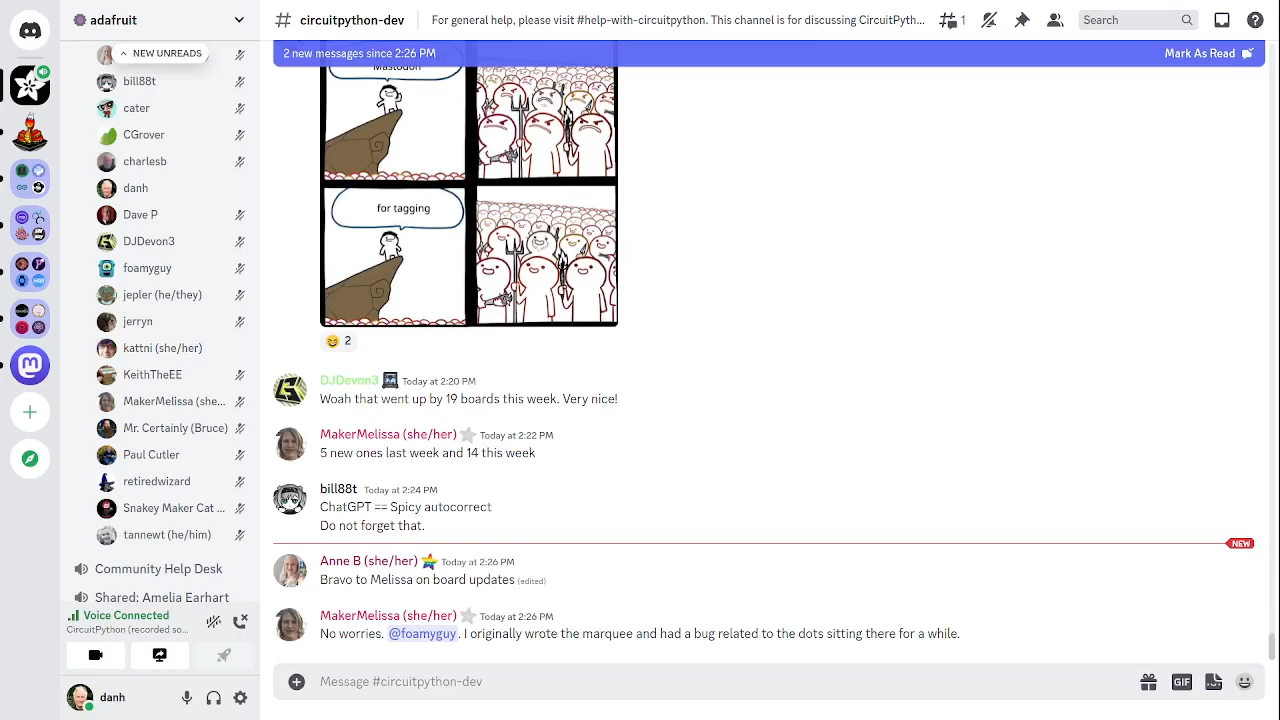 adafruit
circuitpython-dev
For general help, please visit #help-with-circuitpython. This channel is for discussing CircuitPyth...
1
Search
NEW UNREADS
2 new messages since 2:26 PM
Mark As Read
bill88t
cater
CGrover
charlesb
danh
Dave P
DJDevon3
foamyguy
jepler (he/they)
jerryn
kattni (she/her)
KeithTheEE
MakerMelissa (she...
Mr. Certainly (Bruce)
Paul Cutler
retiredwizard
Snakey Maker Cat ...
tannewt (he/him)
Community Help Desk
Shared: Amelia Earhart
Voice Connected
CircuitPython (recorded so...
danh
Mastodon
for tagging
2
DJDevon3 Today at 2:20 PM
Woah that went up by 19 boards this week. Very nice!
MakerMelissa (she/her) Today at 2:22 PM
5 new ones last week and 14 this week
bill88t Today at 2:24 PM
ChatGPT == Spicy autocorrect
Do not forget that.
NEW
Anne B (she/her) Today at 2:26 PM
Bravo to Melissa on board updates (edited)
MakerMelissa (she/her) Today at 2:26 PM
No worries. @foamyguy. I originally wrote the marquee and had a bug related to the dots sitting there for a while.
Message #circuitpython-dev
GIF